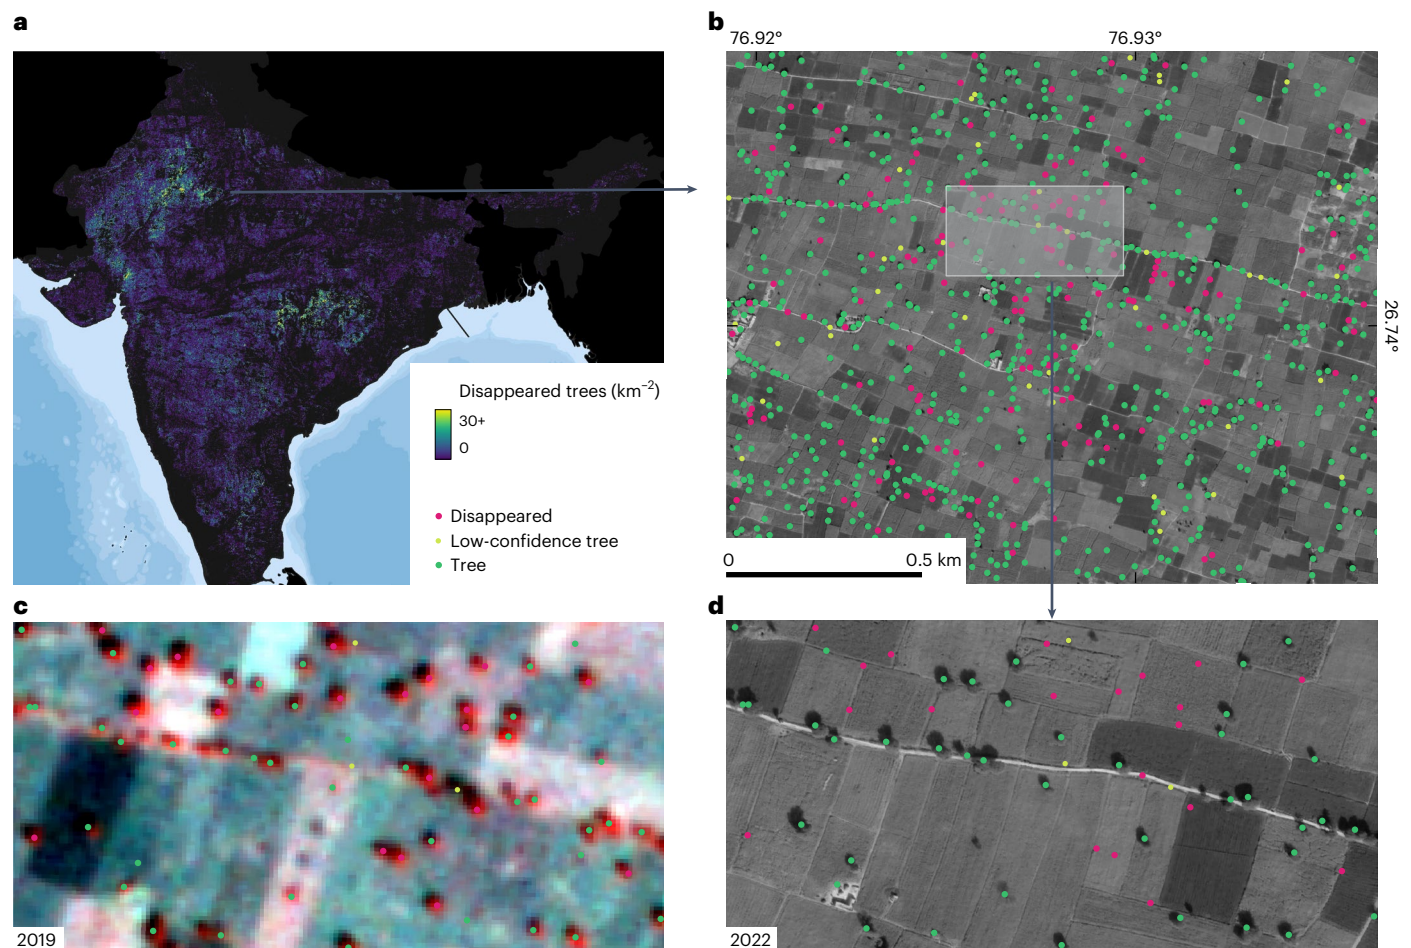 a
b
76.92°
76.93°
26.74°
Disappeared trees (km⁻²)
30+
0
Disappeared
Low-confidence tree
Tree
0
0.5 km
c
d
2019
2022